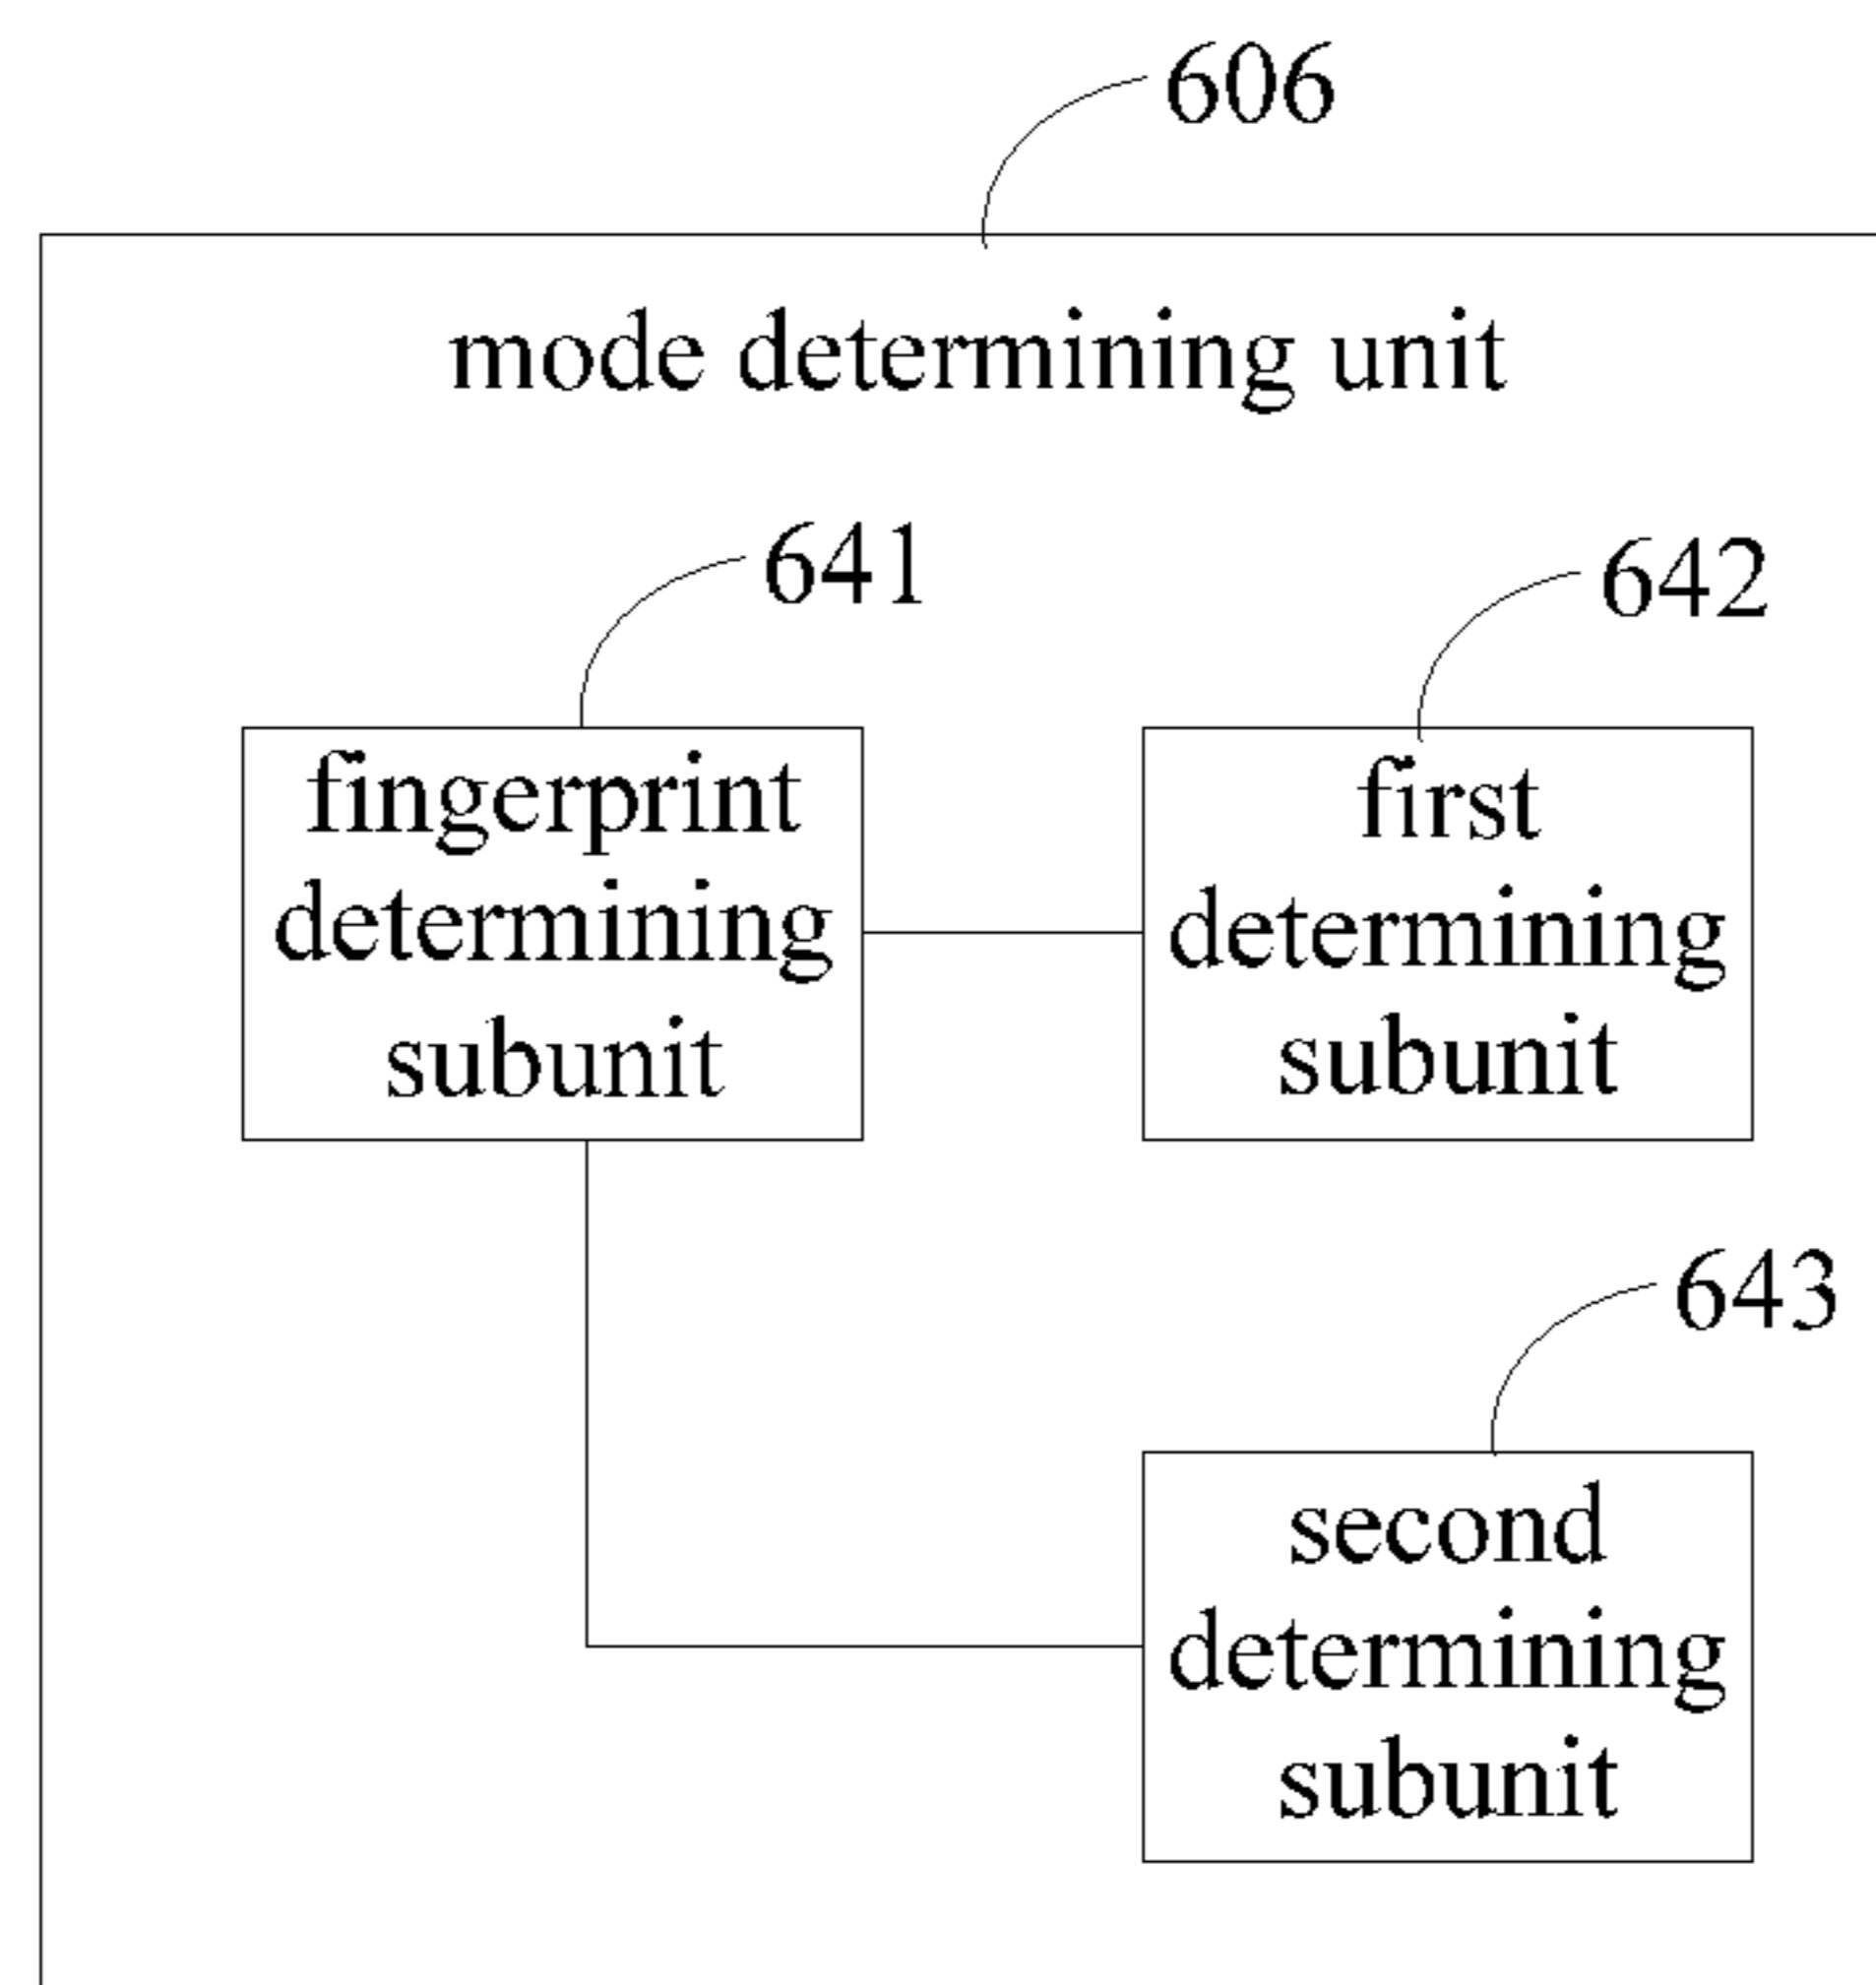 606
mode determining unit
641
642
fingerprint
determining
subunit
first
determining
subunit
643
second
determining
subunit